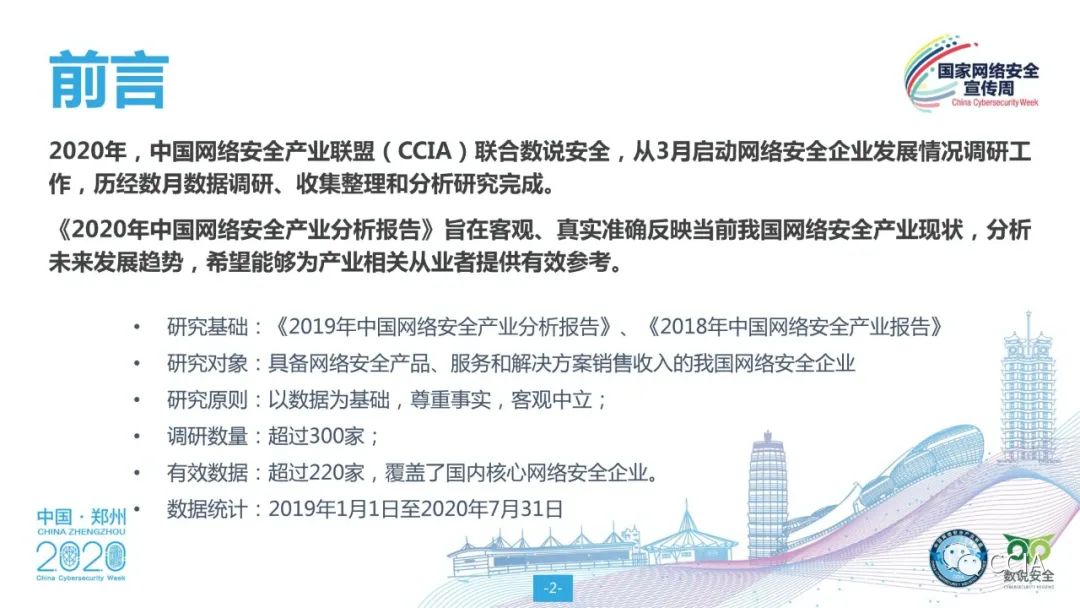 前言
国家网络安全
宣传周
China Cybersecurity Week
2020年，中国网络安全产业联盟（CCIA）联合数说安全，从3月启动网络安全企业发展情况调研工
作，历经数月数据调研、收集整理和分析研究完成。
《2020年中国网络安全产业分析报告》旨在客观、真实准确反映当前我国网络安全产业现状，分析
未来发展趋势，希望能够为产业相关从业者提供有效参考。
• 研究基础：《2019年中国网络安全产业分析报告》、《2018年中国网络安全产业报告》
• 研究对象：具备网络安全产品、服务和解决方案销售收入的我国网络安全企业
• 研究原则：以数据为基础，尊重事实，客观中立；
• 调研数量：超过300家；
• 有效数据：超过220家，覆盖了国内核心网络安全企业。
• 数据统计：2019年1月1日至2020年7月31日
中国·郑州
CHINA ZHENGZHOU
2020
China Cybersecurity Week
-2-
CCIA
数说安全